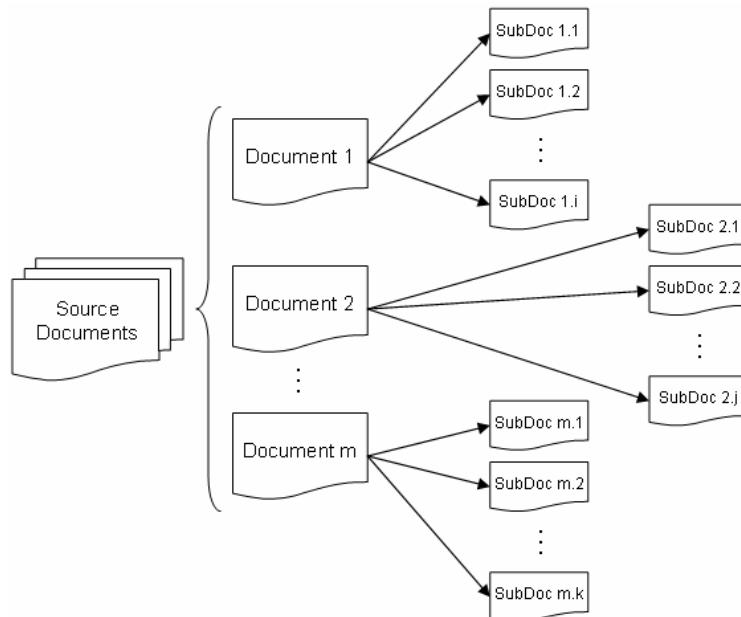 Source
Documents
Document 1
SubDoc 1.1
SubDoc 1.2
⋮
SubDoc 1.i
Document 2
SubDoc 2.1
SubDoc 2.2
⋮
SubDoc 2.j
⋮
Document m
SubDoc m.1
SubDoc m.2
⋮
SubDoc m.k